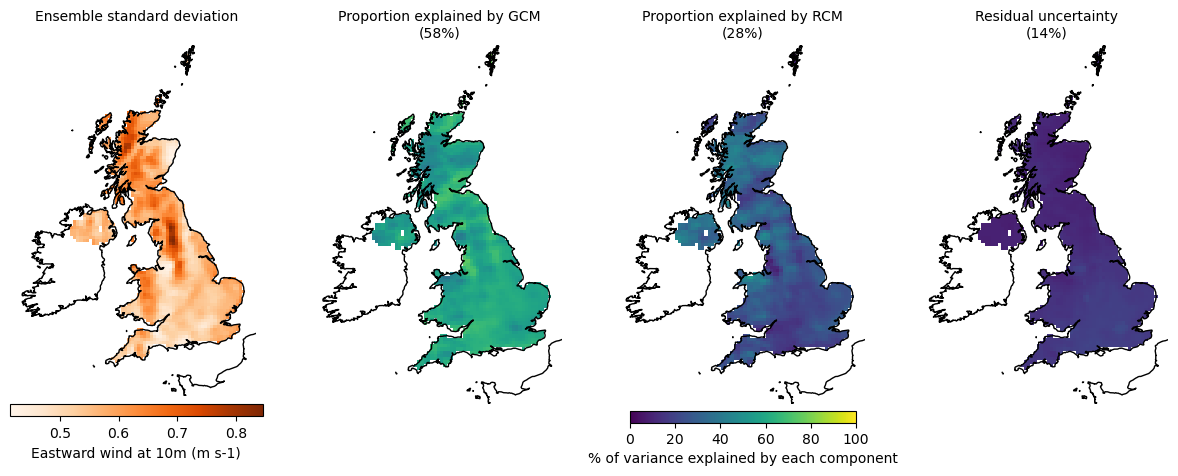 Ensemble standard deviation
Proportion explained by GCM
(58%)
Proportion explained by RCM
(28%)
Residual uncertainty
(14%)
0.5 0.6 0.7 0.8
Eastward wind at 10m (m s-1)
0 20 40 60 80 100
% of variance explained by each component